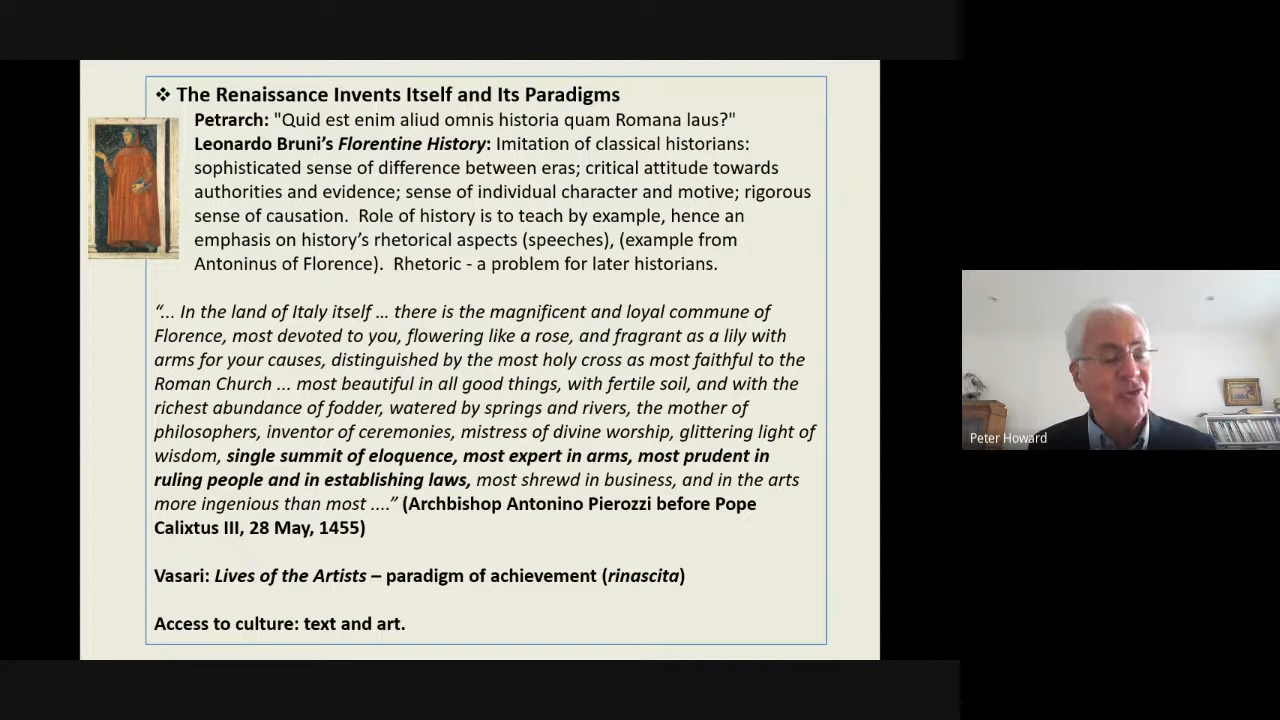 ❖ The Renaissance Invents Itself and Its Paradigms
Petrarch: "Quid est enim aliud omnis historia quam Romana laus?"
Leonardo Bruni’s Florentine History: Imitation of classical historians:
sophisticated sense of difference between eras; critical attitude towards
authorities and evidence; sense of individual character and motive; rigorous
sense of causation.  Role of history is to teach by example, hence an
emphasis on history’s rhetorical aspects (speeches), (example from
Antoninus of Florence).  Rhetoric - a problem for later historians.
“... In the land of Italy itself … there is the magnificent and loyal commune of
Florence, most devoted to you, flowering like a rose, and fragrant as a lily with
arms for your causes, distinguished by the most holy cross as most faithful to the
Roman Church ... most beautiful in all good things, with fertile soil, and with the
richest abundance of fodder, watered by springs and rivers, the mother of
philosophers, inventor of ceremonies, mistress of divine worship, glittering light of
wisdom, single summit of eloquence, most expert in arms, most prudent in
ruling people and in establishing laws, most shrewd in business, and in the arts
more ingenious than most ....” (Archbishop Antonino Pierozzi before Pope
Calixtus III, 28 May, 1455)
Vasari: Lives of the Artists – paradigm of achievement (rinascita)
Access to culture: text and art.
Peter Howard